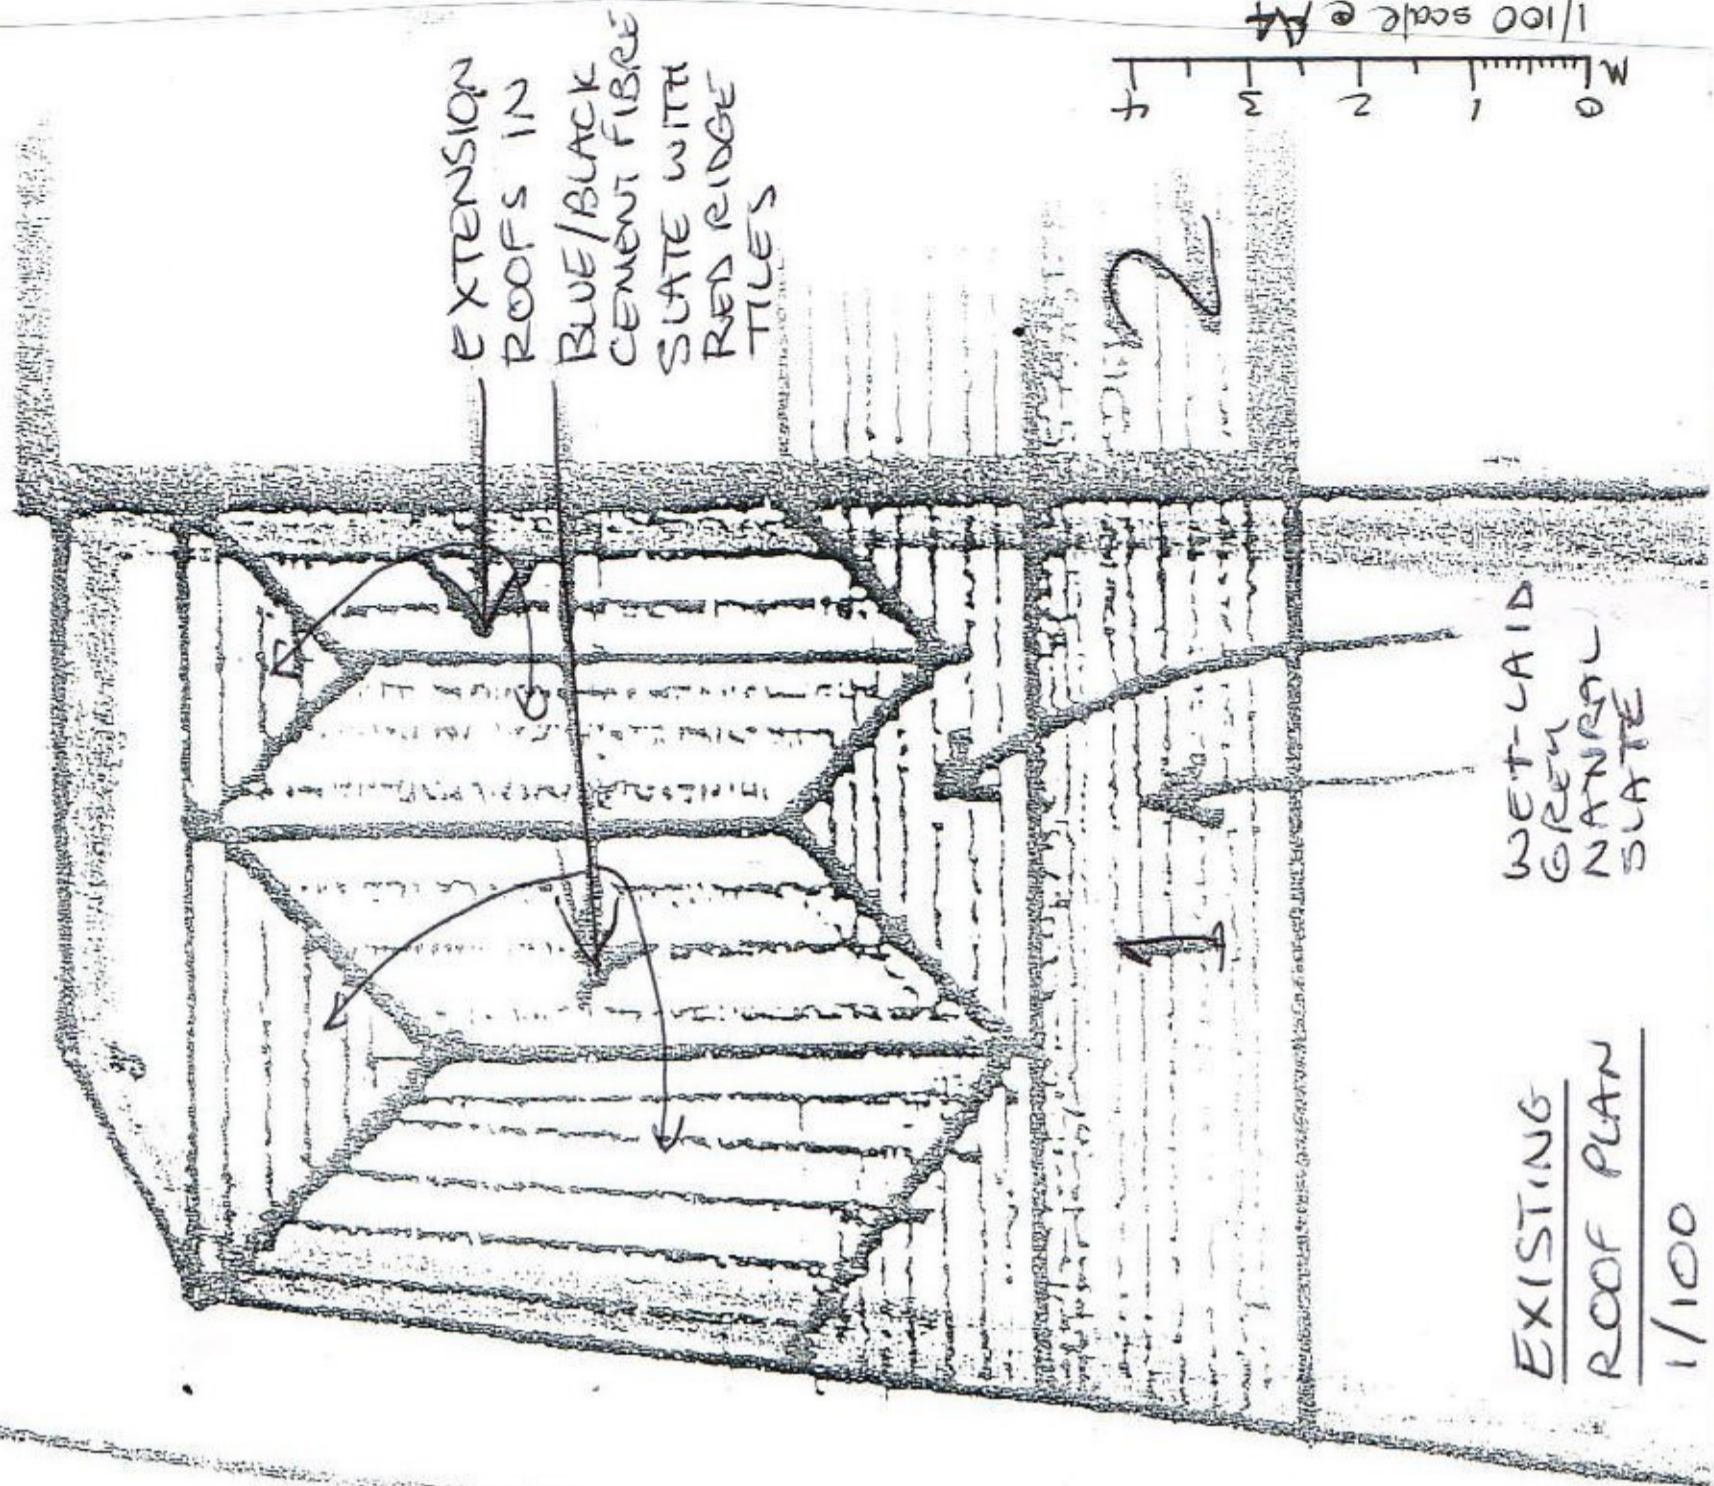 EXTENSION
ROOFS IN
BLUE/BLACK
CEMENT FIBRE
SLATE WITH
RED RIDGE
TILES
2
1
WET-LAID
GREY
NATURAL
SLATE
EXISTING
ROOF PLAN
1/100
M
0 1 2 3 4
1/100 scale @ A4